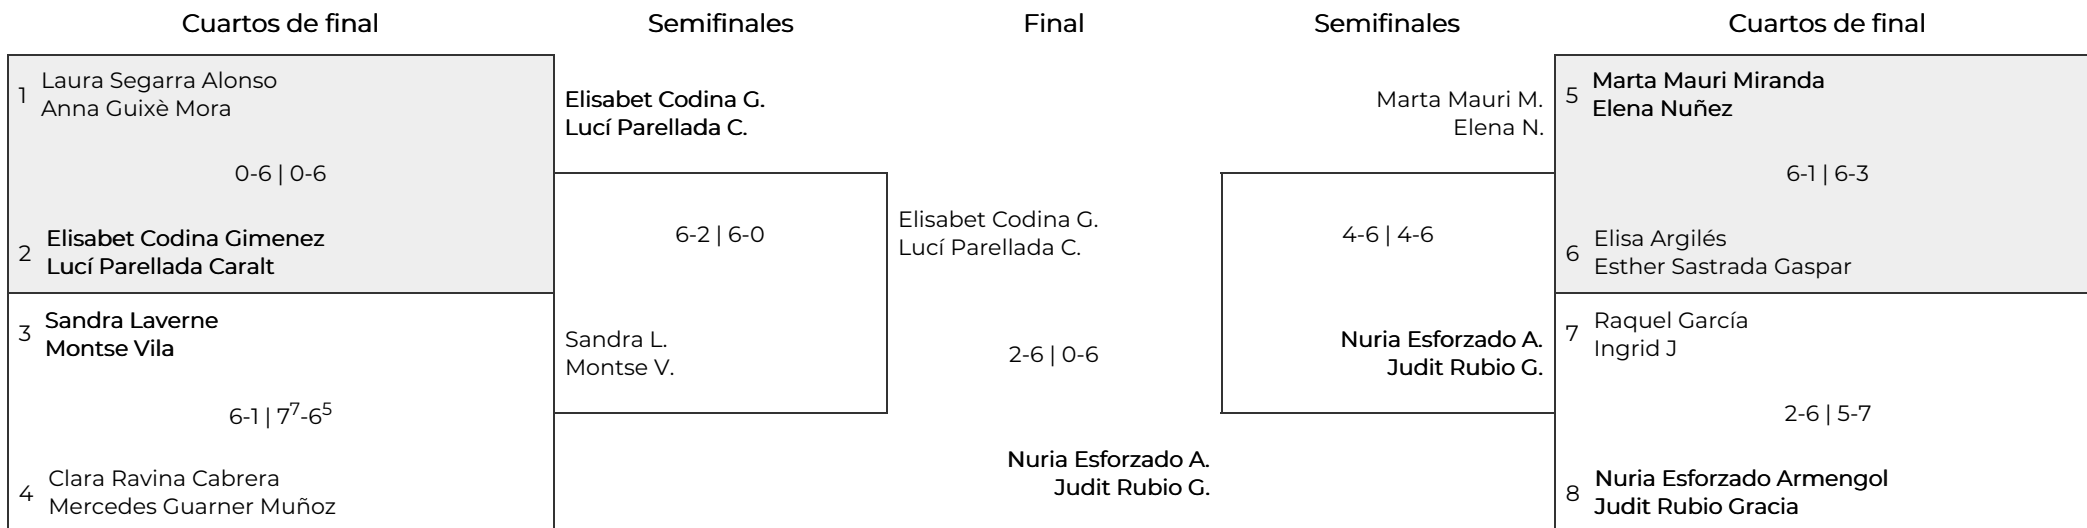 Cuartos de final
Semifinales
Final
Semifinales
Cuartos de final
1
Laura Segarra Alonso
Anna Guixè Mora
0-6 | 0-6
2
Elisabet Codina Gimenez
Lucí Parellada Caralt
3
Sandra Laverne
Montse Vila
6-1 | 7⁷-6⁵
4
Clara Ravina Cabrera
Mercedes Guarner Muñoz
Elisabet Codina G.
Lucí Parellada C.
6-2 | 6-0
Sandra L.
Montse V.
Elisabet Codina G.
Lucí Parellada C.
2-6 | 0-6
Nuria Esforzado A.
Judit Rubio G.
Marta Mauri M.
Elena N.
4-6 | 4-6
Nuria Esforzado A.
Judit Rubio G.
5
Marta Mauri Miranda
Elena Nuñez
6-1 | 6-3
6
Elisa Argilés
Esther Sastrada Gaspar
7
Raquel García
Ingrid J
2-6 | 5-7
8
Nuria Esforzado Armengol
Judit Rubio Gracia